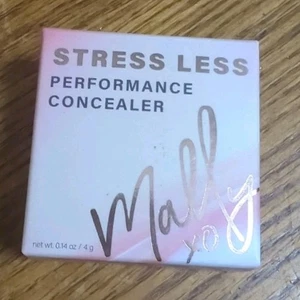 STRESS LESS
PERFORMANCE
CONCEALER
Mally
xo
net wt. 0.14 oz / 4 g